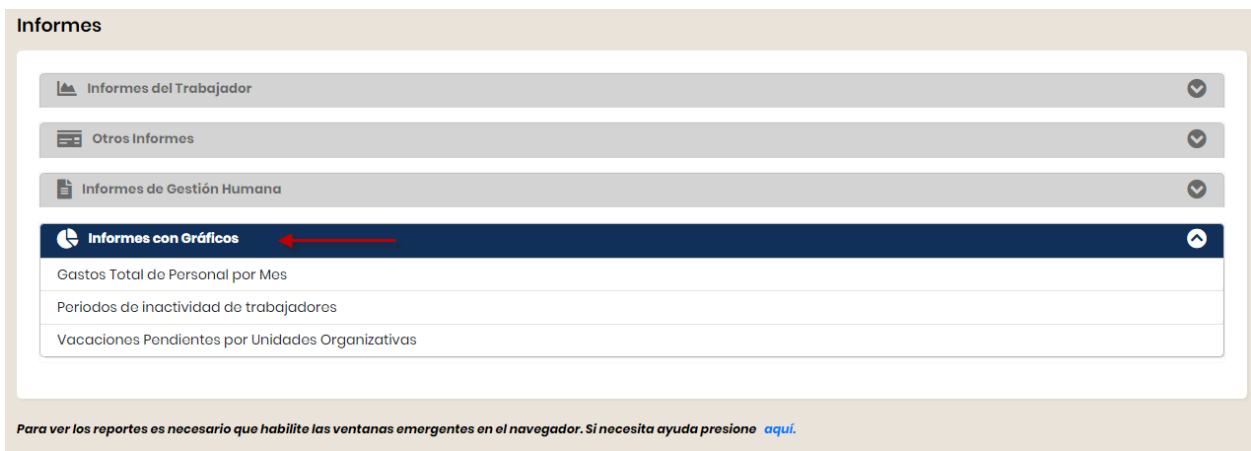 Informes
Informes del Trabajador
Otros Informes
Informes de Gestión Humana
Informes con Gráficos
Gastos Total de Personal por Mes
Periodos de inactividad de trabajadores
Vacaciones Pendientes por Unidades Organizativas
Para ver los reportes es necesario que habilite las ventanas emergentes en el navegador. Si necesita ayuda presione aquí.